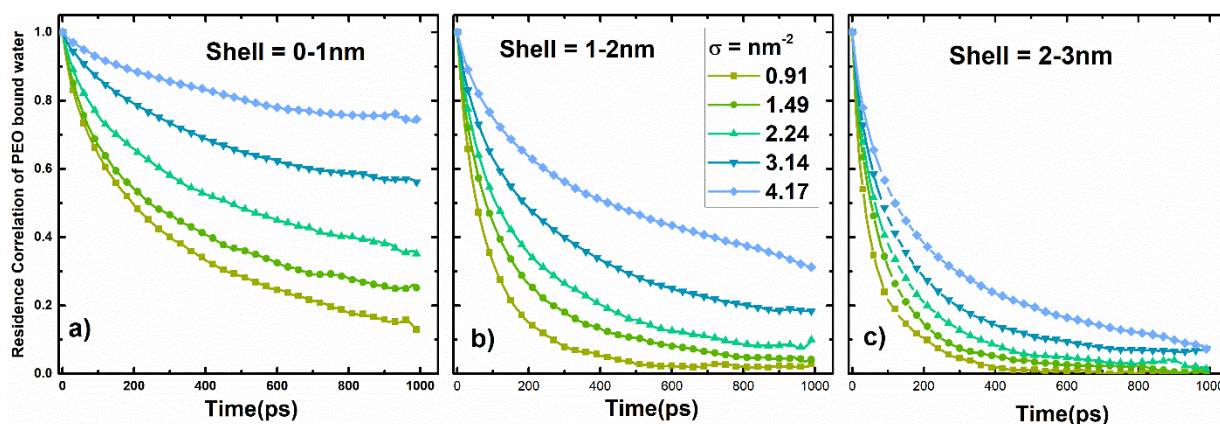 Residence Correlation of PEO bound water
1.0
0.8
0.6
0.4
0.2
0.0
Shell = 0-1nm
a)
0 200 400 600 800 1000
Time(ps)
Shell = 1-2nm
σ = nm-2
0.91
1.49
2.24
3.14
4.17
b)
0 200 400 600 800 1000
Time(ps)
Shell = 2-3nm
c)
0 200 400 600 800 1000
Time(ps)